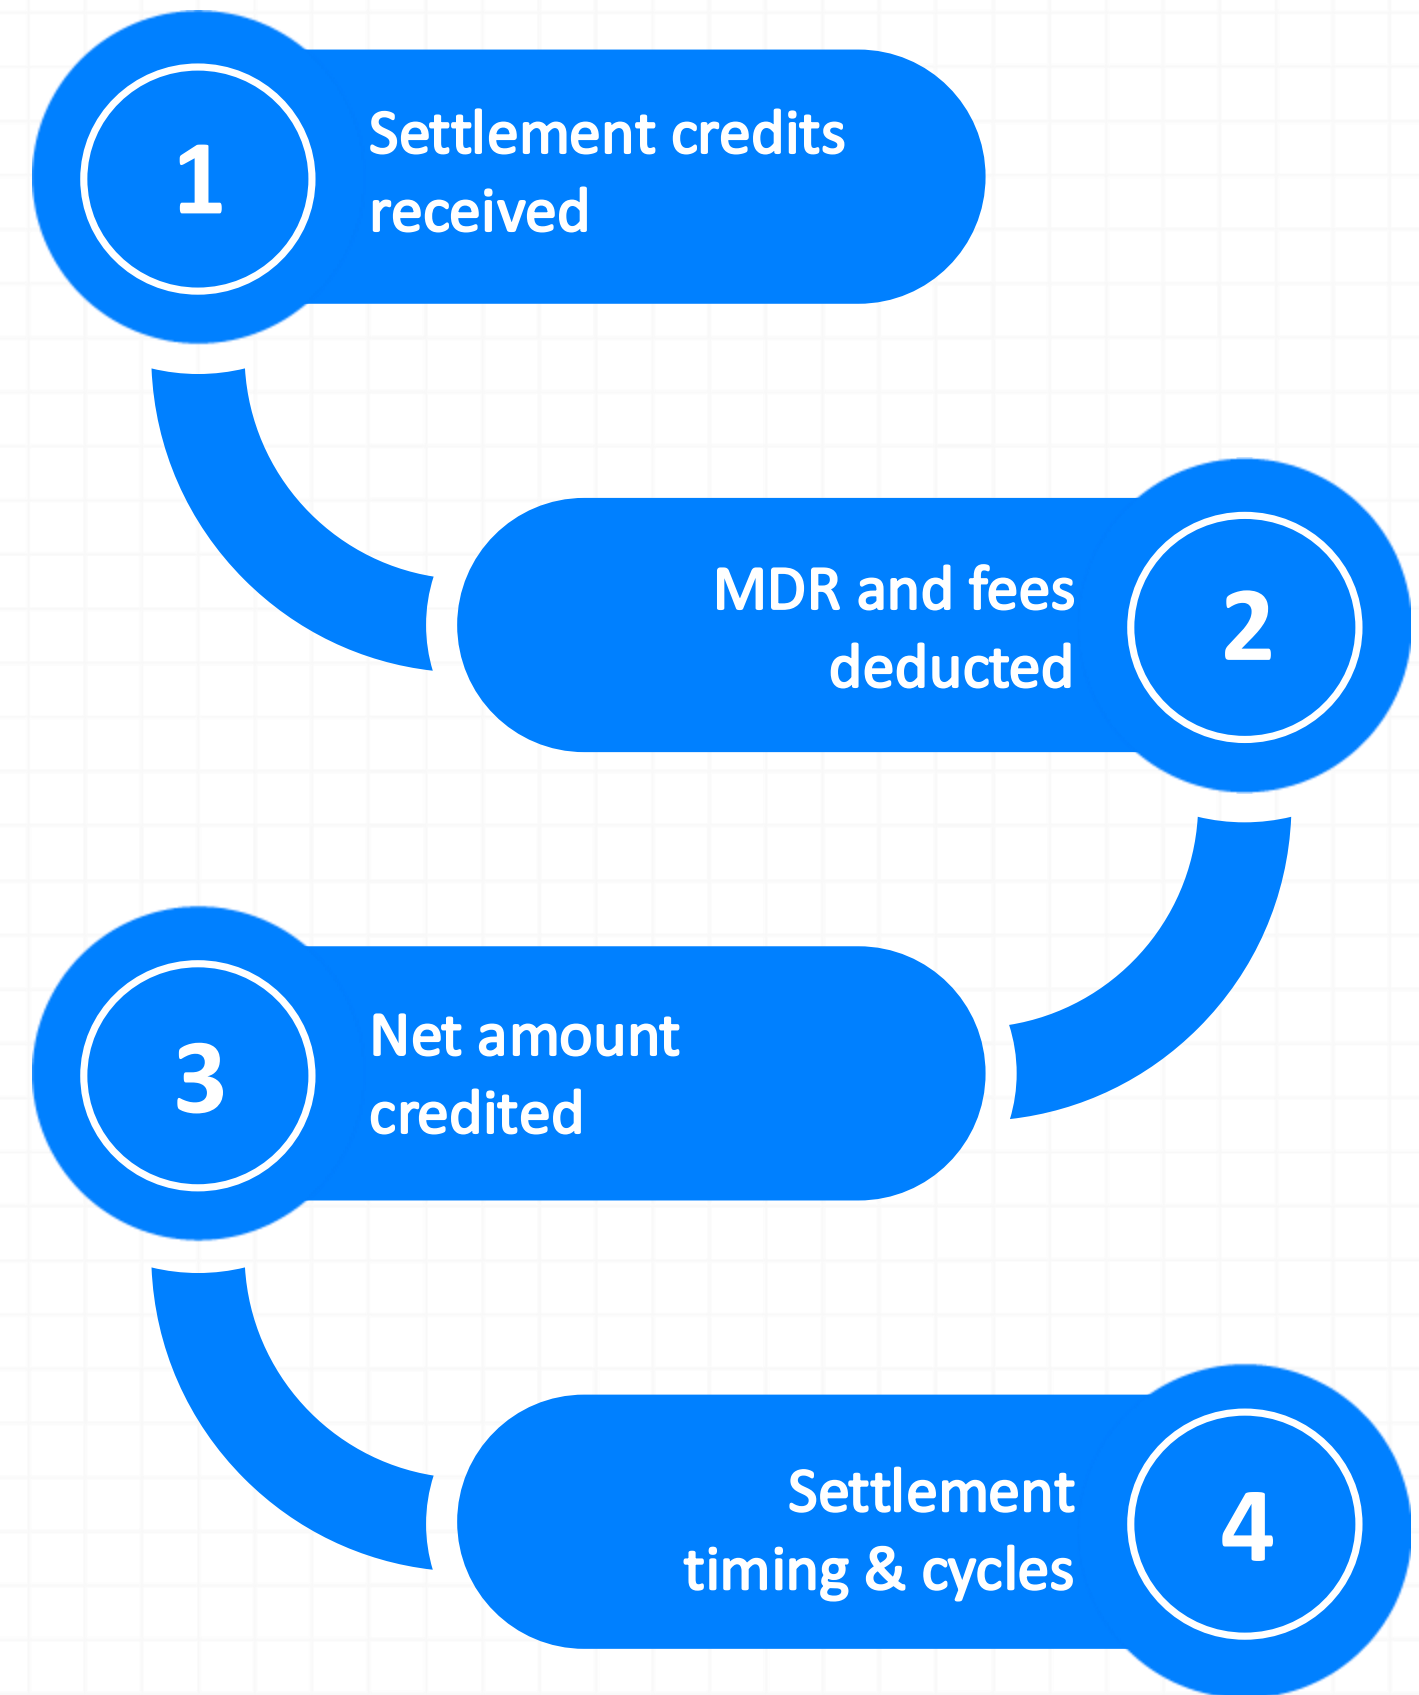 1
Settlement credits
received
MDR and fees
deducted
2
3
Net amount
credited
Settlement
timing & cycles
4